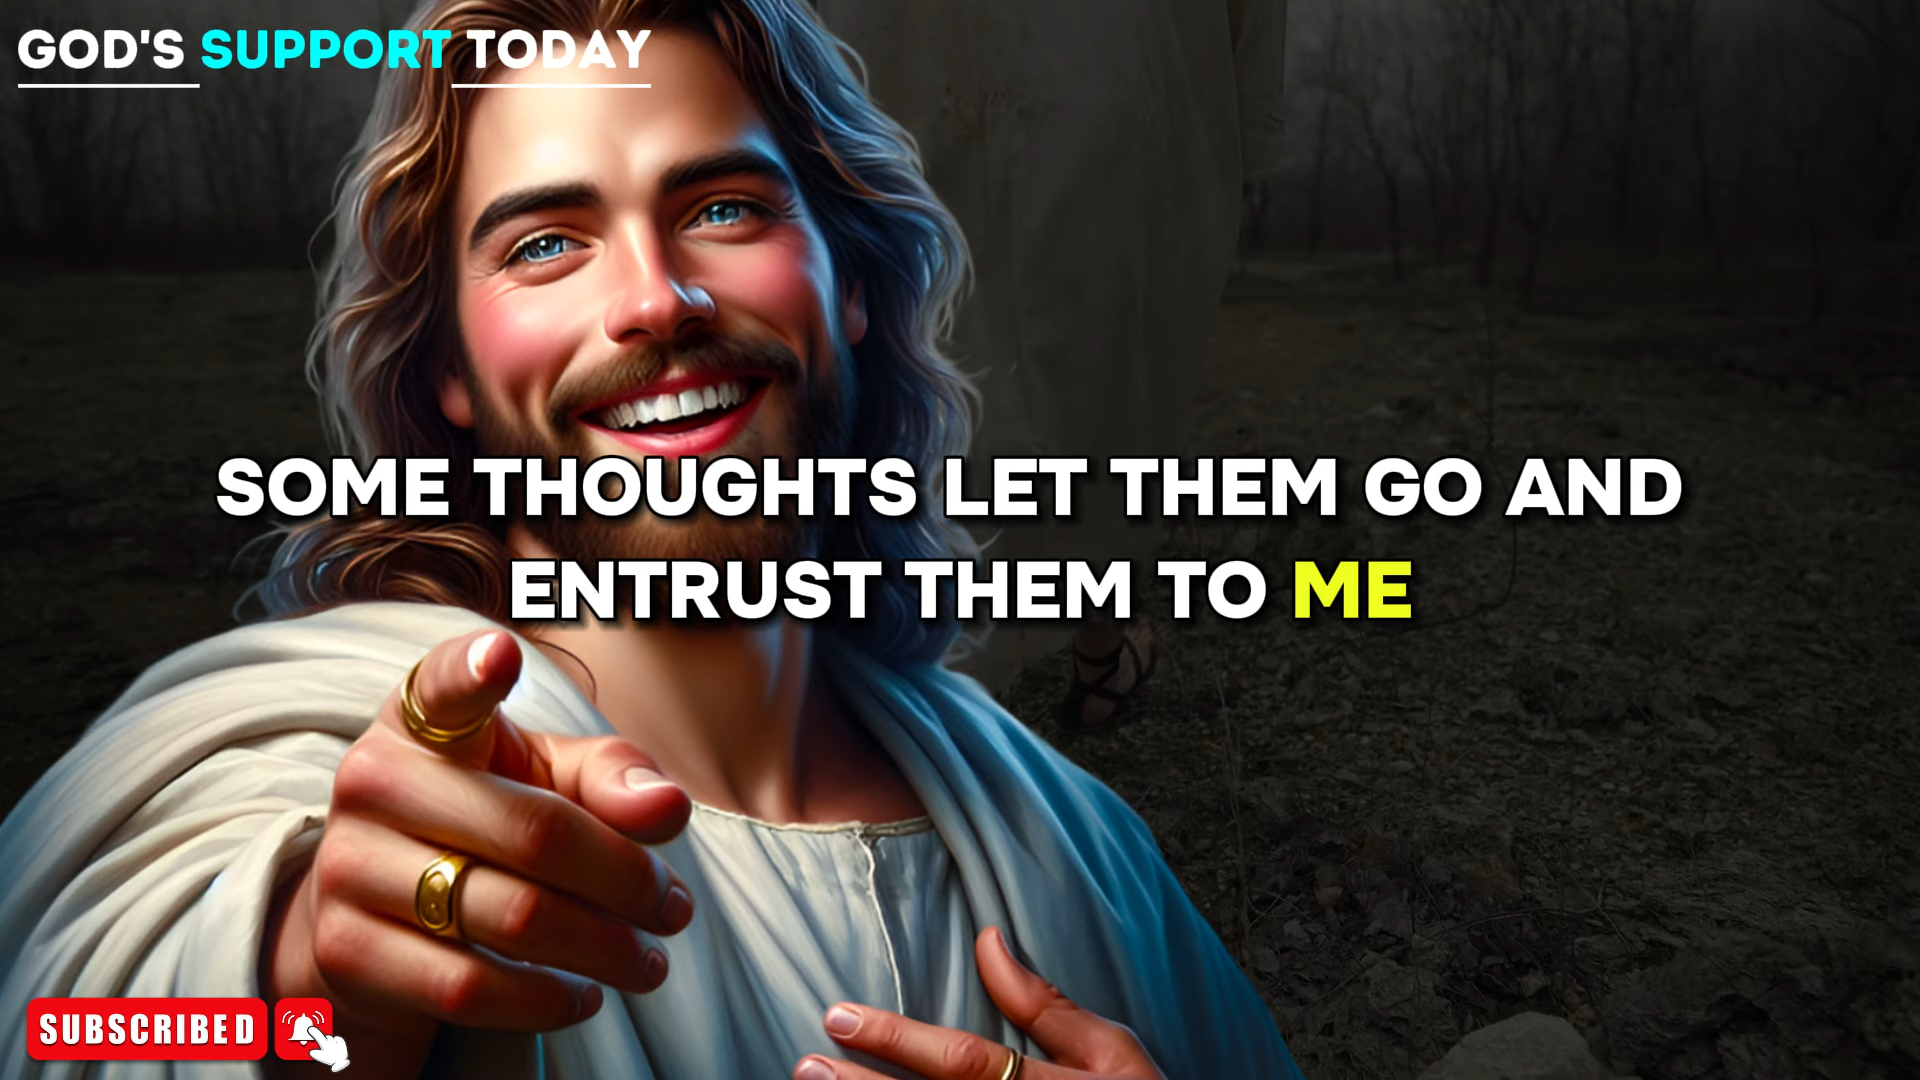 GOD'S SUPPORT TODAY
SOME THOUGHTS LET THEM GO AND
ENTRUST THEM TO ME
SUBSCRIBED